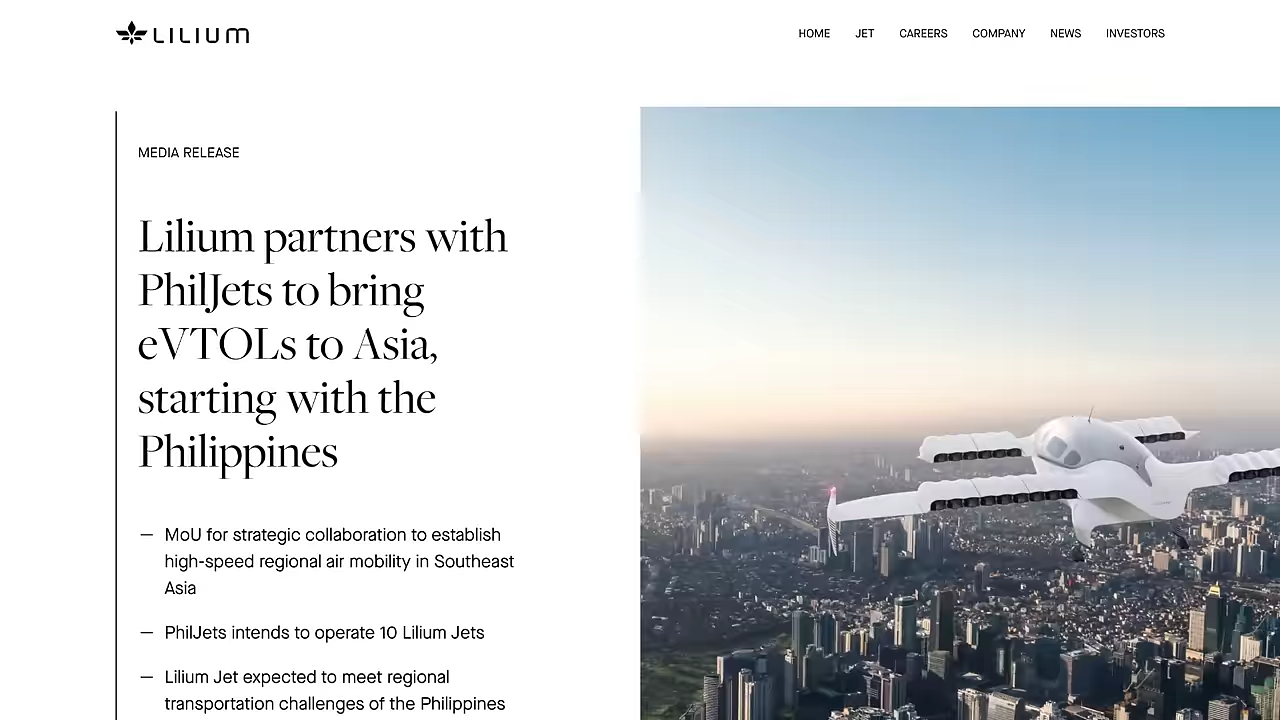 LILIUM
HOME JET CAREERS COMPANY NEWS INVESTORS
MEDIA RELEASE
Lilium partners with
PhilJets to bring
eVTOLs to Asia,
starting with the
Philippines
— MoU for strategic collaboration to establish
high-speed regional air mobility in Southeast
Asia
— PhilJets intends to operate 10 Lilium Jets
— Lilium Jet expected to meet regional
transportation challenges of the Philippines